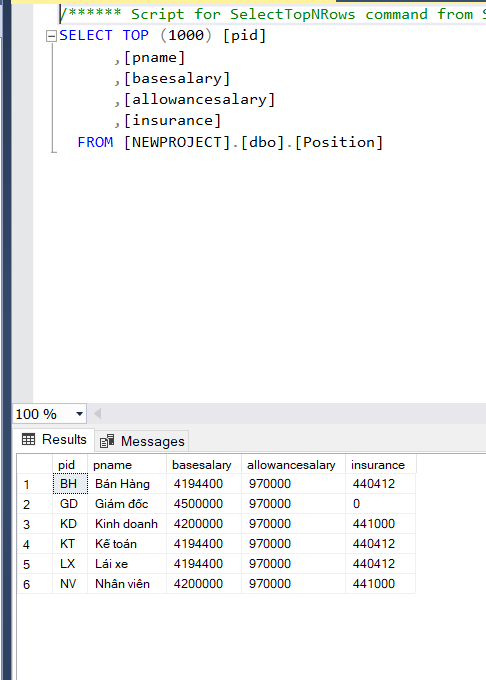 /****** Script for SelectTopNRows command from S
SELECT TOP (1000) [pid]
,[pname]
,[basesalary]
,[allowancesalary]
,[insurance]
FROM [NEWPROJECT].[dbo].[Position]
100 %
Results Messages
pid pname basesalary allowancesalary insurance
1 BH Bán Hàng 4194400 970000 440412
2 GD Giám đốc 4500000 970000 0
3 KD Kinh doanh 4200000 970000 441000
4 KT Kế toán 4194400 970000 440412
5 LX Lái xe 4194400 970000 440412
6 NV Nhân viên 4200000 970000 441000